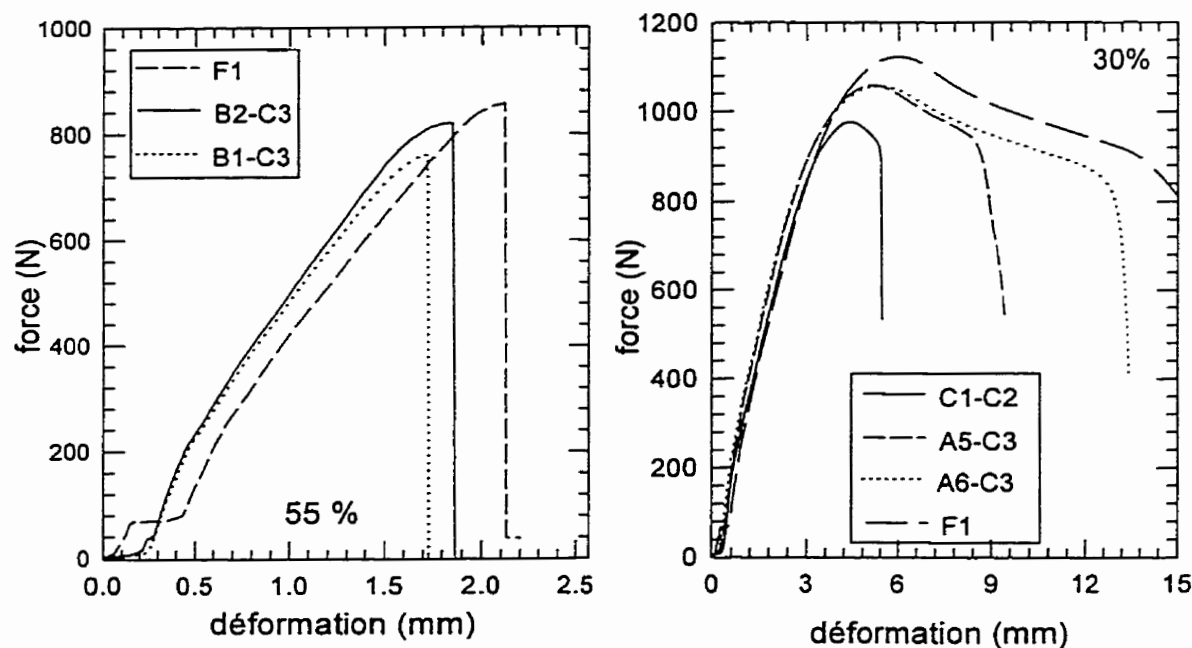 1000
800
600
400
200
0
force (N)
F1
B2-C3
B1-C3
55 %
0.0 0.5 1.0 1.5 2.0 2.5
déformation (mm)
1200
1000
800
600
400
200
0
force (N)
30%
C1-C2
A5-C3
A6-C3
F1
0 3 6 9 12 15
déformation (mm)